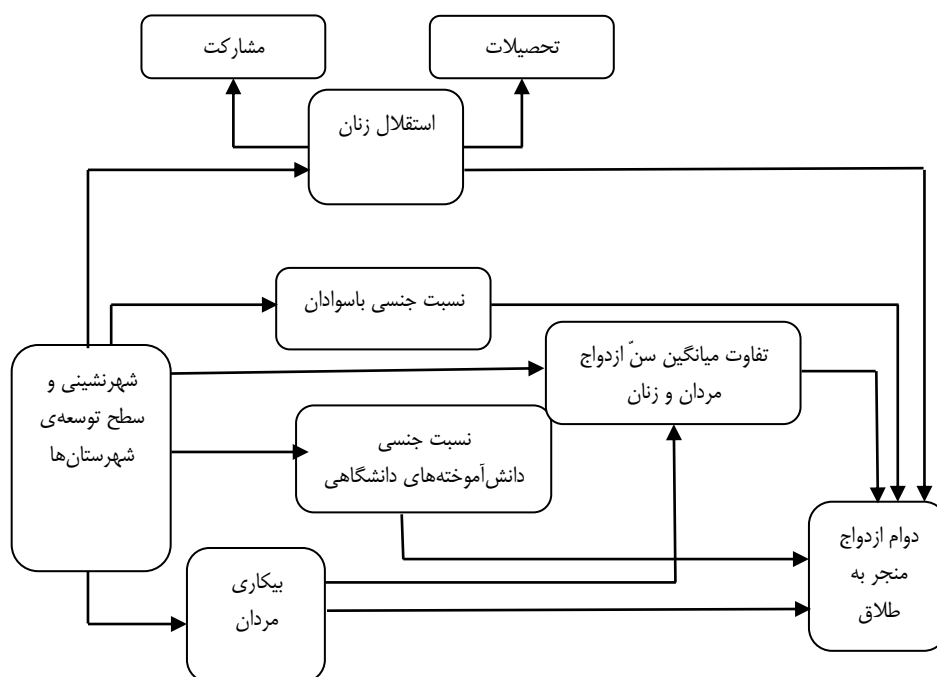 مشارکت
تحصیلات
استقلال زنان
نسبت جنسی باسوادان
تفاوت میانگین سنّ ازدواج
مردان و زنان
شهرنشینی و
سطح توسعه‌ی
شهرستان‌ها
نسبت جنسی
دانش‌آموخته‌های دانشگاهی
دوام ازدواج
منجر به
طلاق
بیکاری
مردان